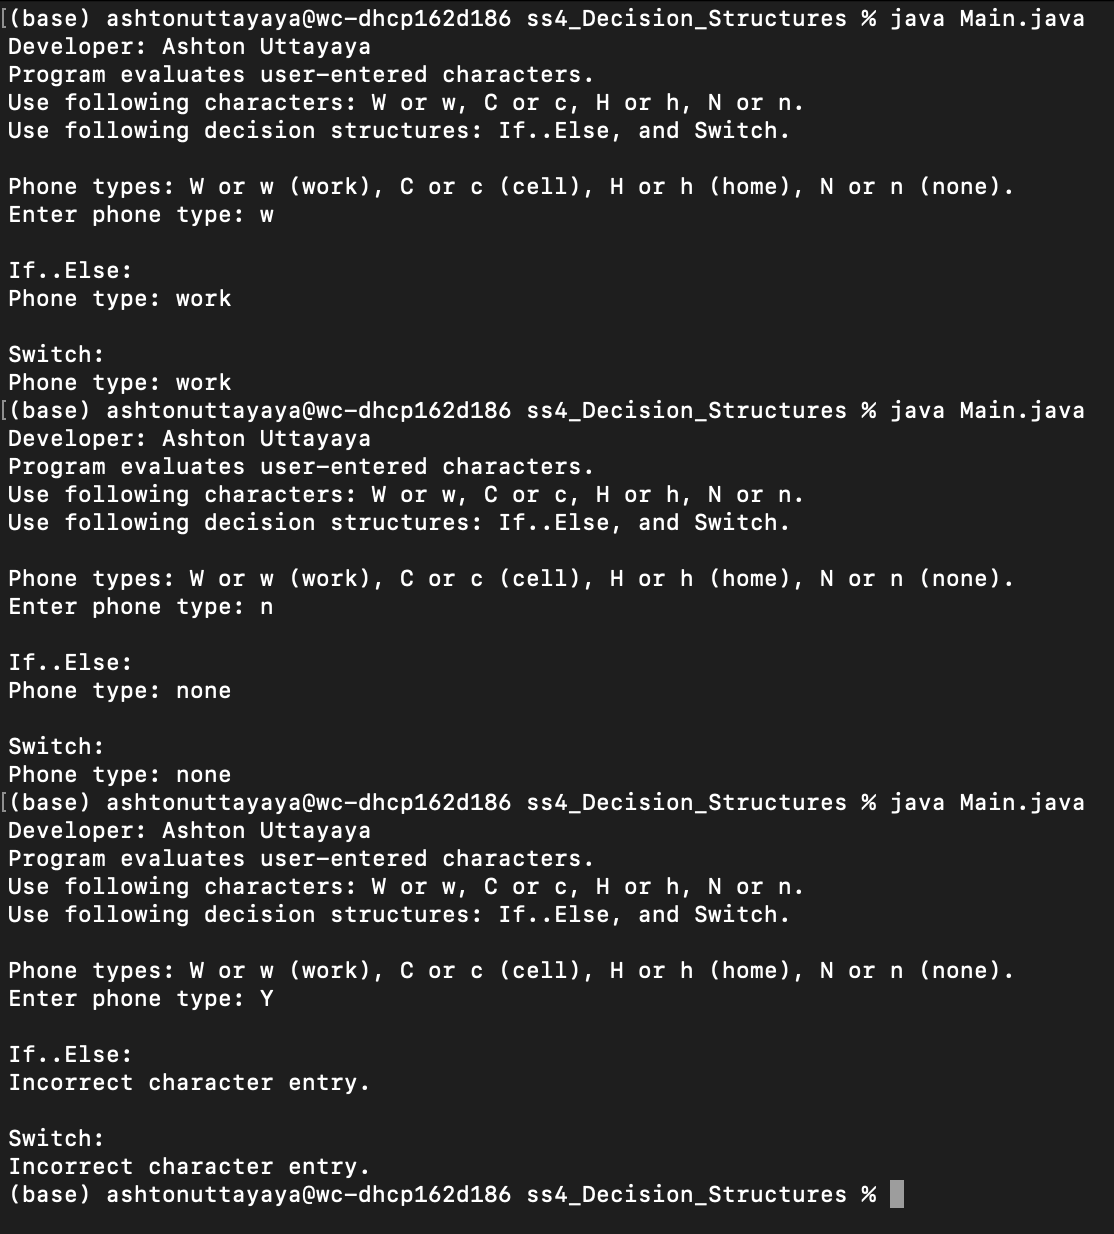 [(base) ashtonuttayaya@wc-dhcp162d186 ss4_Decision_Structures % java Main.java
Developer: Ashton Uttayaya
Program evaluates user-entered characters.
Use following characters: W or w, C or c, H or h, N or n.
Use following decision structures: If..Else, and Switch.

Phone types: W or w (work), C or c (cell), H or h (home), N or n (none).
Enter phone type: w

If..Else:
Phone type: work

Switch:
Phone type: work
[(base) ashtonuttayaya@wc-dhcp162d186 ss4_Decision_Structures % java Main.java
Developer: Ashton Uttayaya
Program evaluates user-entered characters.
Use following characters: W or w, C or c, H or h, N or n.
Use following decision structures: If..Else, and Switch.

Phone types: W or w (work), C or c (cell), H or h (home), N or n (none).
Enter phone type: n

If..Else:
Phone type: none

Switch:
Phone type: none
[(base) ashtonuttayaya@wc-dhcp162d186 ss4_Decision_Structures % java Main.java
Developer: Ashton Uttayaya
Program evaluates user-entered characters.
Use following characters: W or w, C or c, H or h, N or n.
Use following decision structures: If..Else, and Switch.

Phone types: W or w (work), C or c (cell), H or h (home), N or n (none).
Enter phone type: Y

If..Else:
Incorrect character entry.

Switch:
Incorrect character entry.
(base) ashtonuttayaya@wc-dhcp162d186 ss4_Decision_Structures %